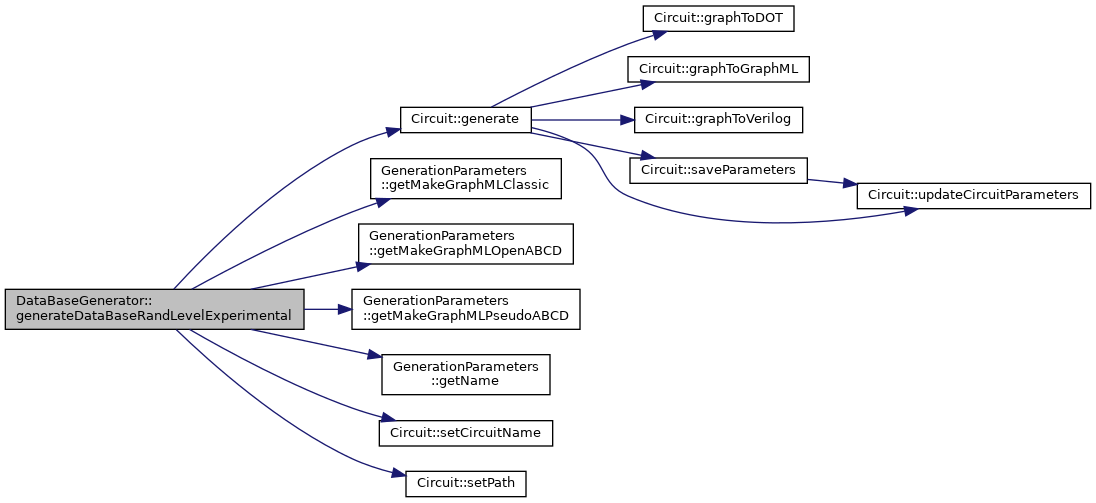 Circuit::graphToDOT
Circuit::graphToGraphML
Circuit::generate
Circuit::graphToVerilog
Circuit::saveParameters
Circuit::updateCircuitParameters
GenerationParameters
::getMakeGraphMLClassic
GenerationParameters
::getMakeGraphMLOpenABCD
DataBaseGenerator::
generateDataBaseRandLevelExperimental
GenerationParameters
::getMakeGraphMLPseudoABCD
GenerationParameters
::getName
Circuit::setCircuitName
Circuit::setPath